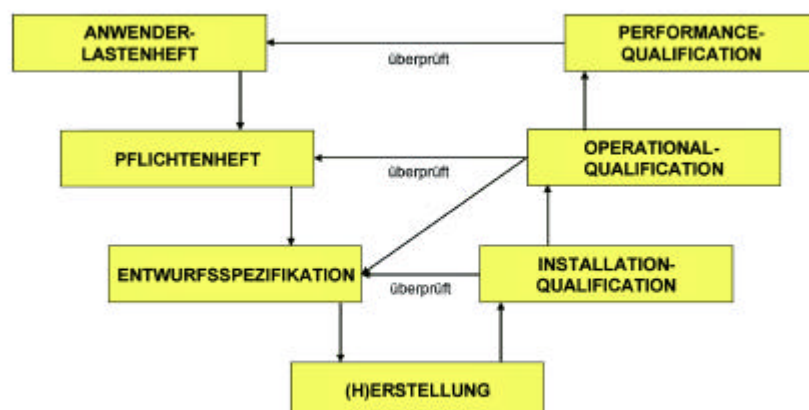 ANWENDER-
LASTENHEFT
PERFORMANCE-
QUALIFICATION
überprüft
PFLICHTENHEFT
OPERATIONAL-
QUALIFICATION
überprüft
ENTWURFSSPEZIFIKATION
INSTALLATION-
QUALIFICATION
überprüft
(H)ERSTELLUNG